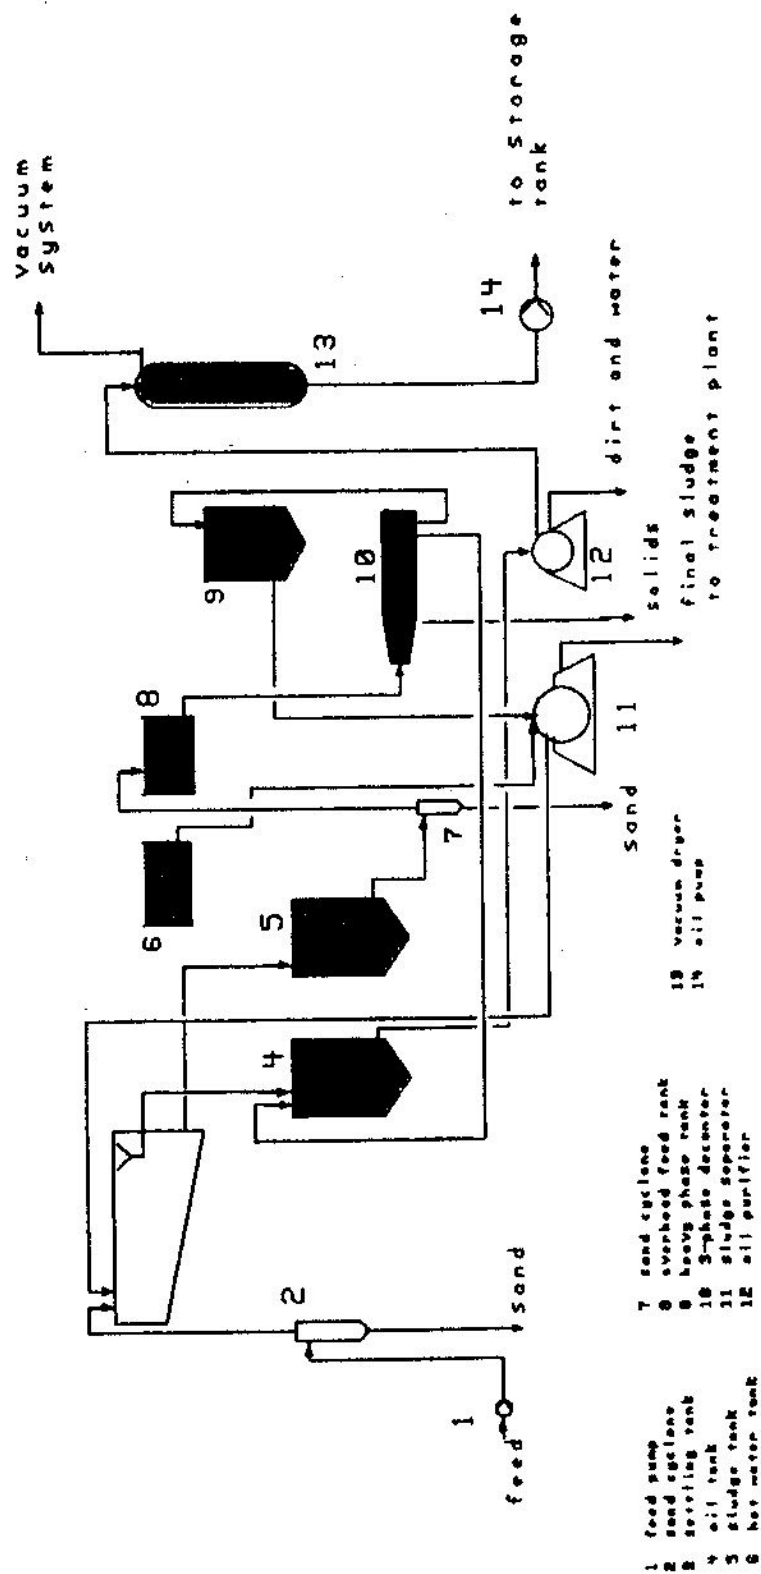 vacuum
system
to storage
tank
feed
1
2
sand
4
5
6
7
sand
8
9
10
11
12
13
14
solids
final sludge
to treatment plant
dirt and water
1 feed pump
2 sand cyclone
3 settling tank
4 oil tank
5 sludge tank
6 hot water tank
7 sand cyclone
8 overhead feed tank
9 heavy phase tank
10 3-phase decanter
11 sludge separator
12 oil purifier
13 vacuum dryer
14 oil pump